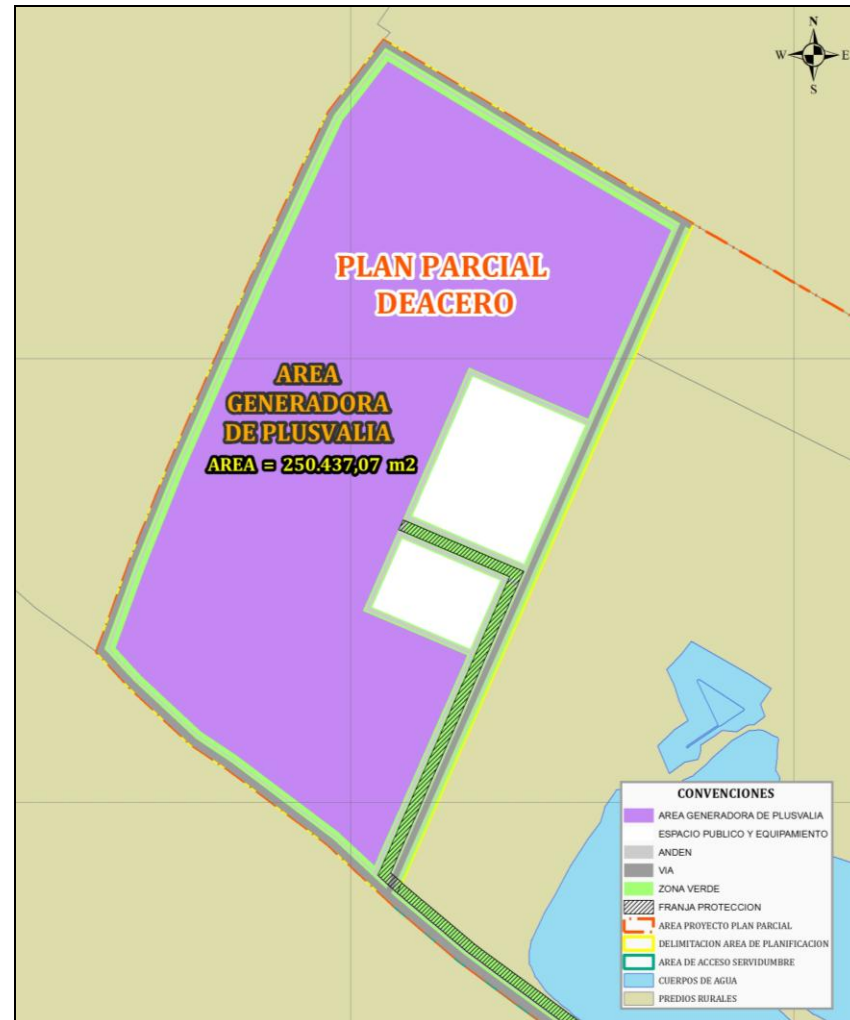 N
W E
S
PLAN PARCIAL
DEACERO
AREA
GENERADORA
DE PLUSVALIA
AREA = 250.437,07 m2
CONVENCIONES
AREA GENERADORA DE PLUSVALIA
ESPACIO PUBLICO Y EQUIPAMIENTO
ANDEN
VIA
ZONA VERDE
FRANJA PROTECCION
AREA PROYECTO PLAN PARCIAL
DELIMITACION AREA DE PLANIFICACION
AREA DE ACCESO SERVIDUMBRE
CUERPOS DE AGUA
PREDIOS RURALES